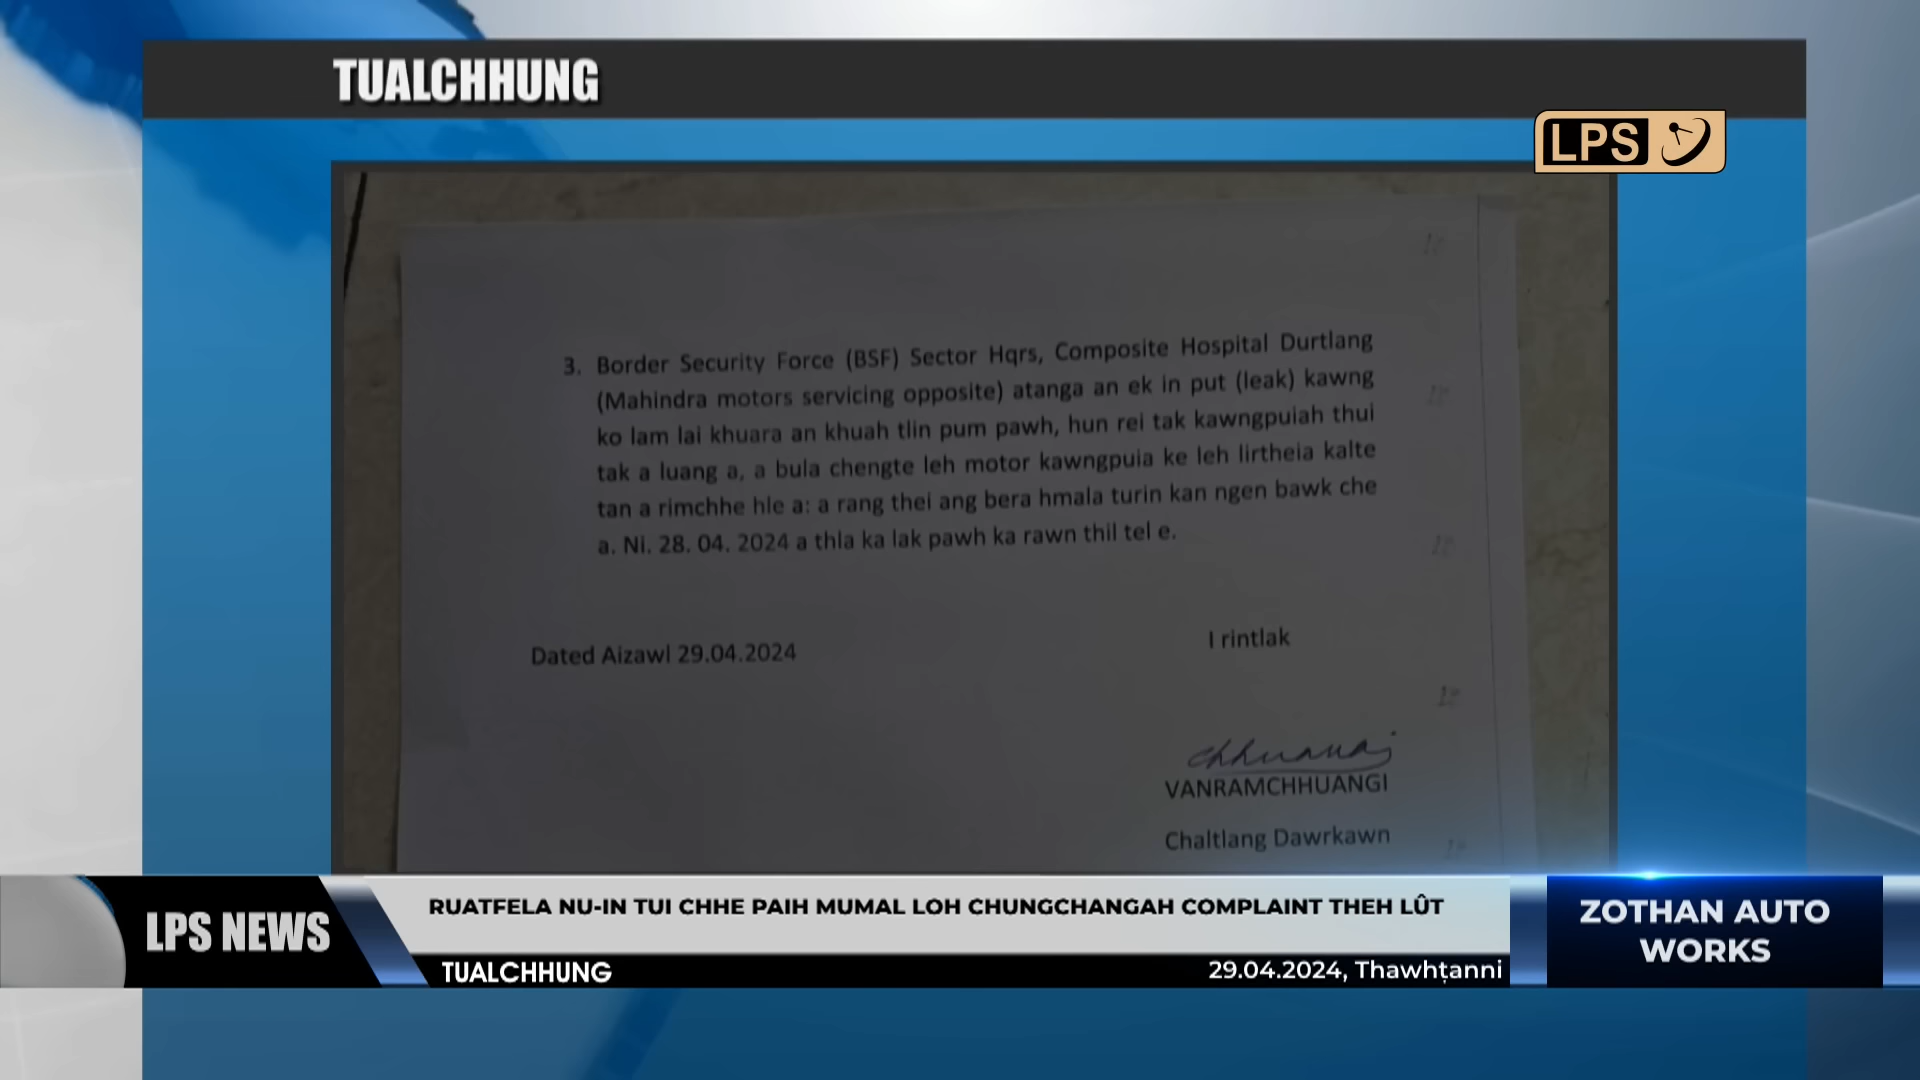 TUALCHHUNG
LPS
3. Border Security Force (BSF) Sector Hqrs, Composite Hospital Durtlang
(Mahindra motors servicing opposite) atanga an ek in put (leak) kawng
ko lam lai khuara an khuah tlin pum pawh, hun rei tak kawngpuiah thui
tak a luang a, a bula chengte leh motor kawngpuia ke leh lirtheia kalte
tan a rimchhe hle a: a rang thei ang bera hmala turin kan ngen bawk che
a. Ni. 28. 04. 2024 a thla ka lak pawh ka rawn thil tel e.
Dated Aizawl 29.04.2024
I rintlak
VANRAMCHHUANGI
Chaltlang Dawrkawn
LPS NEWS
RUATFELA NU-IN TUI CHHE PAIH MUMAL LOH CHUNGCHANGAH COMPLAINT THEH LÛT
TUALCHHUNG
29.04.2024, Thawhṭanni
ZOTHAN AUTO
WORKS